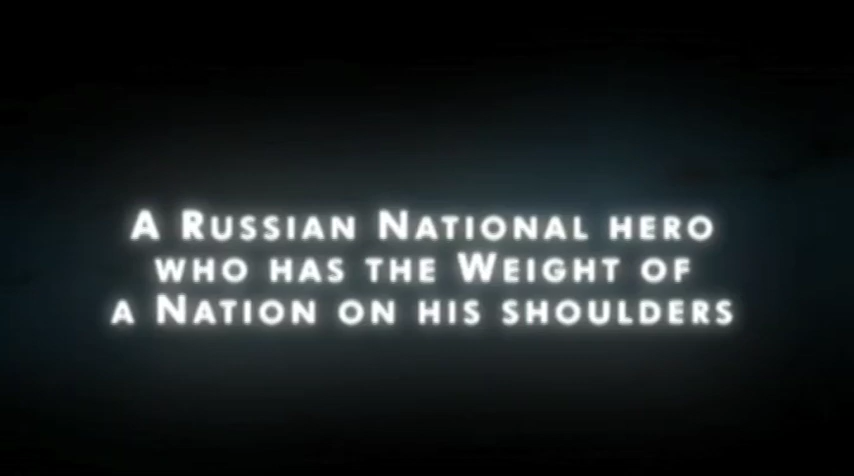 A Russian National hero
who has the Weight of
a Nation on his shoulders